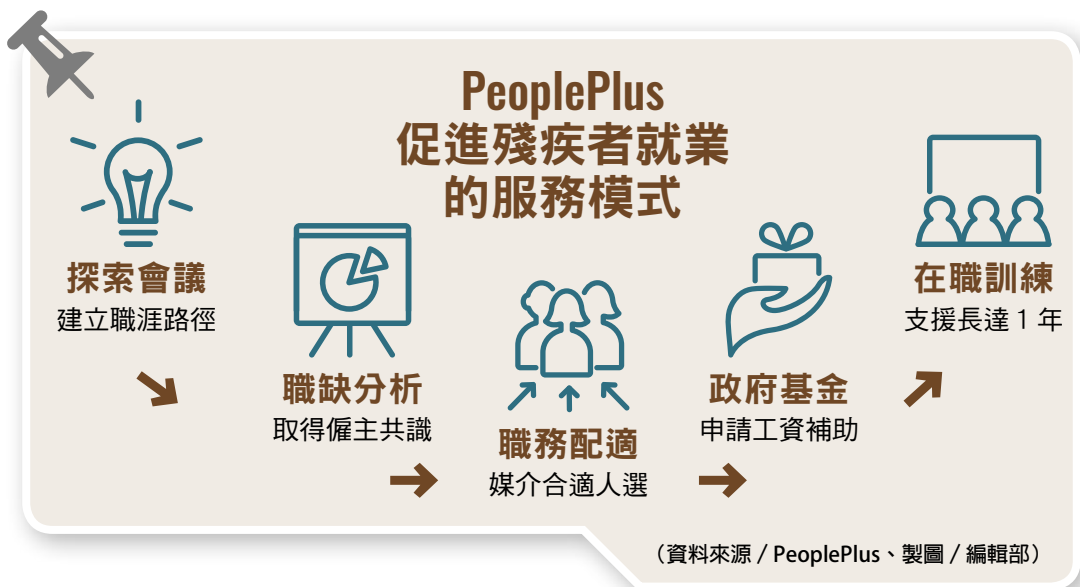 PeoplePlus
促進殘疾者就業
的服務模式
探索會議
建立職涯路徑
職缺分析
取得僱主共識
職務配適
媒介合適人選
政府基金
申請工資補助
在職訓練
支援長達 1 年
（資料來源 / PeoplePlus、製圖 / 編輯部）